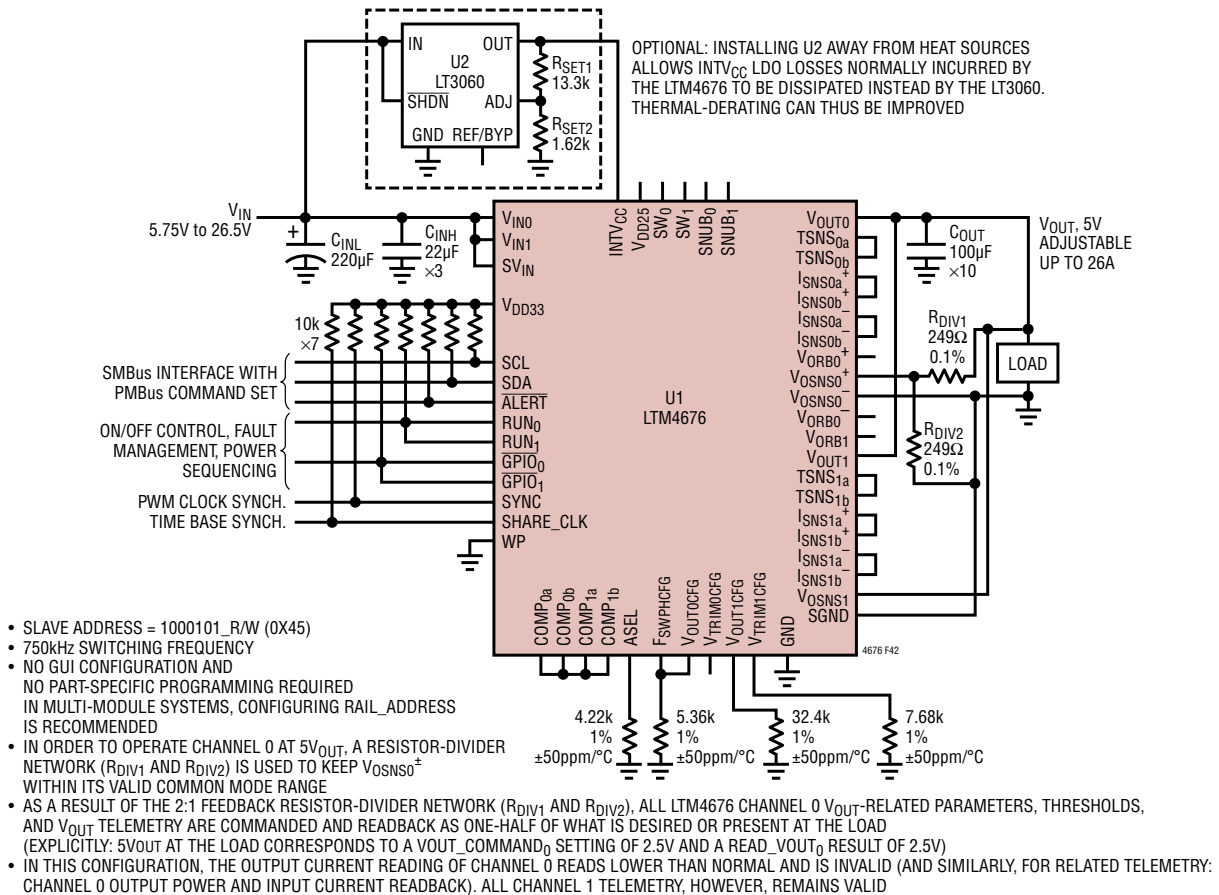 IN
OUT
U2
LT3060
SHDN
ADJ
GND
REF/BYP
RSET1
13.3k
RSET2
1.62k
OPTIONAL: INSTALLING U2 AWAY FROM HEAT SOURCES
ALLOWS INTVCC LDO LOSSES NORMALLY INCURRED BY
THE LTM4676 TO BE DISSIPATED INSTEAD BY THE LT3060.
THERMAL-DERATING CAN THUS BE IMPROVED
VIN
5.75V to 26.5V
+
CINL
220µF
CINH
22µF
×3
10k
×7
SMBus INTERFACE WITH
PMBus COMMAND SET
ON/OFF CONTROL, FAULT
MANAGEMENT, POWER
SEQUENCING
PWM CLOCK SYNCH.
TIME BASE SYNCH.
INTVCC
VDD25
SW0
SW1
SNUB0
SNUB1
VIN0
VIN1
SVIN
VDD33
SCL
SDA
ALERT
RUN0
RUN1
GPIO0
GPIO1
SYNC
SHARE_CLK
WP
U1
LTM4676
VOUT0
TSNS0a
TSNS0b
ISNS0a+
ISNS0b+
ISNS0a−
ISNS0b−
VORB0+
VOSNS0+
VOSNS0−
VORB0−
VORB1
VOUT1
TSNS1a
TSNS1b
ISNS1a+
ISNS1b+
ISNS1a−
ISNS1b−
VOSNS1
SGND
COMP0a
COMP0b
COMP1a
COMP1b
ASEL
FSWPHCFG
VOUT0CFG
VTRIM0CFG
VOUT1CFG
VTRIM1CFG
GND
COUT
100µF
×10
VOUT, 5V
ADJUSTABLE
UP TO 26A
RDIV1
249Ω
0.1%
LOAD
RDIV2
249Ω
0.1%
4676 F42
4.22k
1%
±50ppm/°C
5.36k
1%
±50ppm/°C
32.4k
1%
±50ppm/°C
7.68k
1%
±50ppm/°C
• SLAVE ADDRESS = 1000101_R/W (0X45)
• 750kHz SWITCHING FREQUENCY
• NO GUI CONFIGURATION AND
NO PART-SPECIFIC PROGRAMMING REQUIRED
IN MULTI-MODULE SYSTEMS, CONFIGURING RAIL_ADDRESS
IS RECOMMENDED
• IN ORDER TO OPERATE CHANNEL 0 AT 5VOUT, A RESISTOR-DIVIDER
NETWORK (RDIV1 AND RDIV2) IS USED TO KEEP VOSNS0±
WITHIN ITS VALID COMMON MODE RANGE
• AS A RESULT OF THE 2:1 FEEDBACK RESISTOR-DIVIDER NETWORK (RDIV1 AND RDIV2), ALL LTM4676 CHANNEL 0 VOUT-RELATED PARAMETERS, THRESHOLDS,
AND VOUT TELEMETRY ARE COMMANDED AND READBACK AS ONE-HALF OF WHAT IS DESIRED OR PRESENT AT THE LOAD
(EXPLICITLY: 5VOUT AT THE LOAD CORRESPONDS TO A VOUT_COMMAND0 SETTING OF 2.5V AND A READ_VOUT0 RESULT OF 2.5V)
• IN THIS CONFIGURATION, THE OUTPUT CURRENT READING OF CHANNEL 0 READS LOWER THAN NORMAL AND IS INVALID (AND SIMILARLY, FOR RELATED TELEMETRY:
CHANNEL 0 OUTPUT POWER AND INPUT CURRENT READBACK). ALL CHANNEL 1 TELEMETRY, HOWEVER, REMAINS VALID